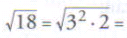 √18 = √3² · 2 =